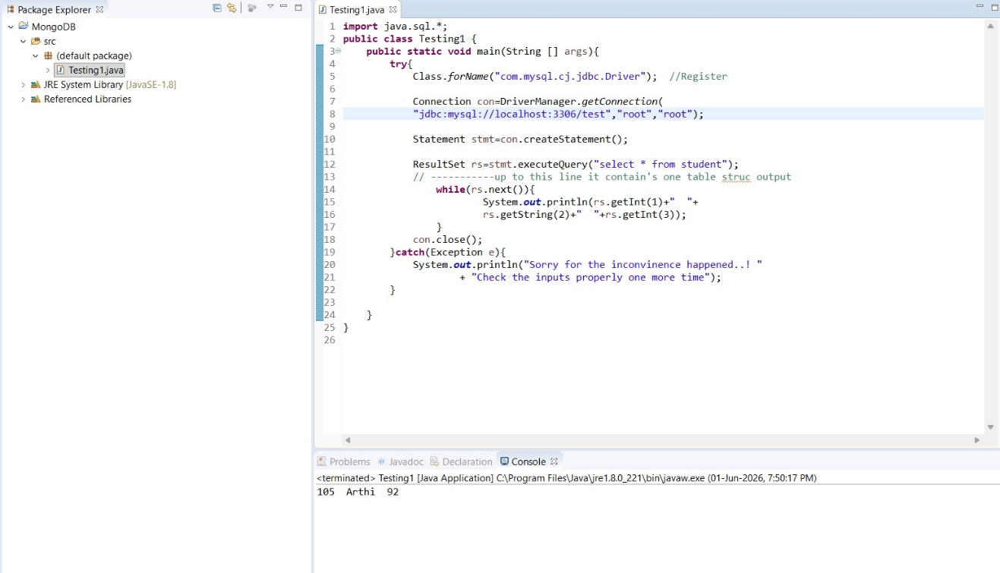 Package Explorer
MongoDB
src
(default package)
Testing1.java
JRE System Library [JavaSE-1.8]
Referenced Libraries
Testing1.java
1 import java.sql.*;
2 public class Testing1 {
3 public static void main(String [] args){
4 try{
5 Class.forName("com.mysql.cj.jdbc.Driver");  //Register
6
7 Connection con=DriverManager.getConnection(
8 "jdbc:mysql://localhost:3306/test","root","root");
9
10 Statement stmt=con.createStatement();
11
12 ResultSet rs=stmt.executeQuery("select * from student");
13 // -----------up to this line it contain's one table struc output
14 while(rs.next()){
15 System.out.println(rs.getInt(1)+"  "+
16 rs.getString(2)+"  "+rs.getInt(3));
17 }
18 con.close();
19 }catch(Exception e){
20 System.out.println("Sorry for the inconvinence happened..! "
21 + "Check the inputs properly one more time");
22 }
23
24 }
25 }
26
Problems @ Javadoc Declaration Console
<terminated> Testing1 [Java Application] C:\Program Files\Java\jre1.8.0_221\bin\javaw.exe (01-Jun-2026, 7:50:17 PM)
105  Arthi  92